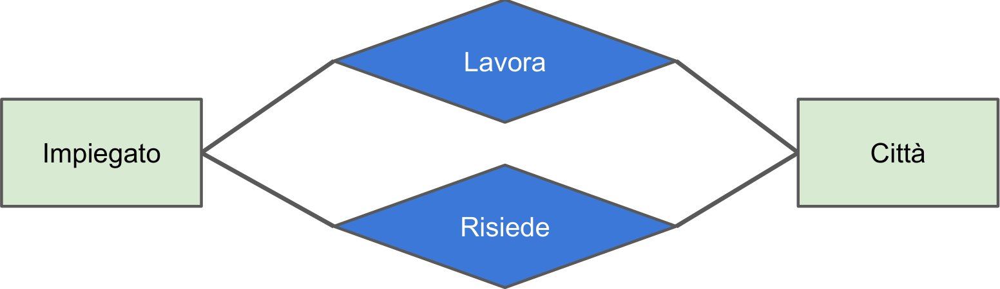 Lavora
Impiegato
Città
Risiede